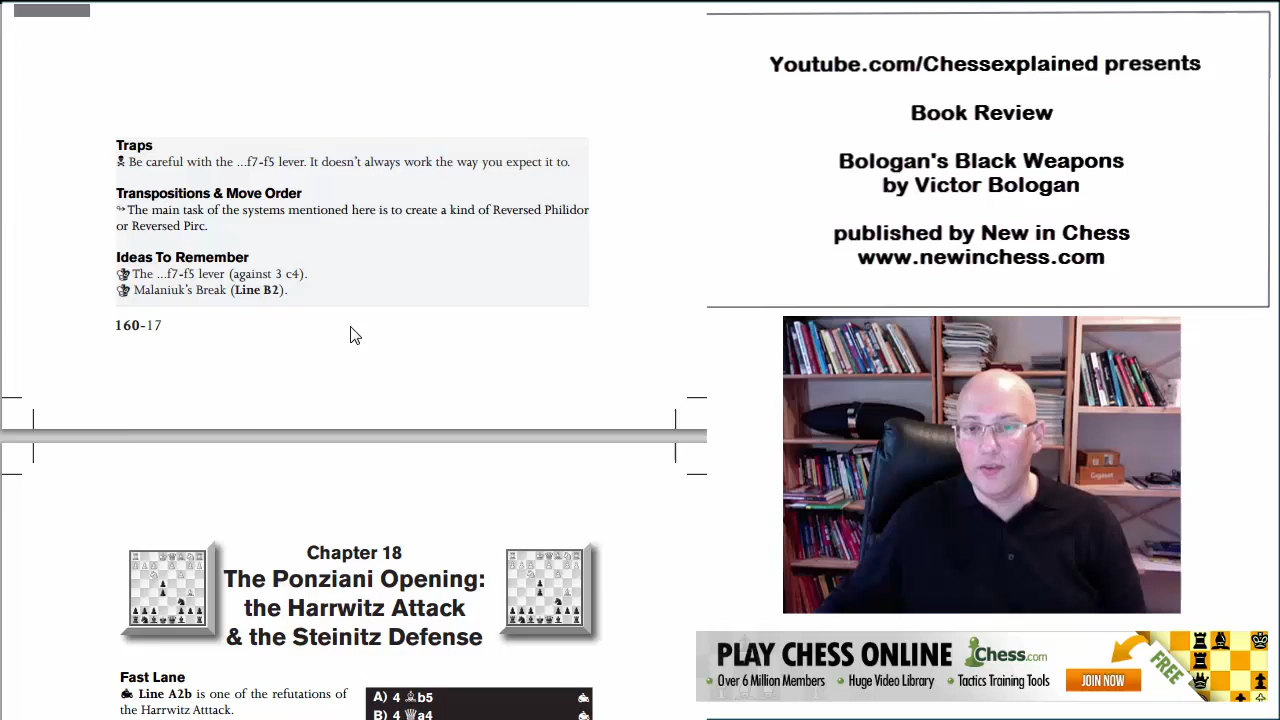 Traps
Be careful with the ...f7-f5 lever. It doesn't always work the way you expect it to.
Transpositions & Move Order
The main task of the systems mentioned here is to create a kind of Reversed Philidor
or Reversed Pirc.
Ideas To Remember
The ...f7-f5 lever (against 3 c4).
Malaniuk's Break (Line B2).
160-17
Chapter 18
The Ponziani Opening:
the Harrwitz Attack
& the Steinitz Defense
Fast Lane
Line A2b is one of the refutations of
the Harrwitz Atttack.
A) 4 ♗b5
B) 4 ♕a4
Youtube.com/Chessexplained presents
Book Review
Bologan's Black Weapons
by Victor Bologan
published by New in Chess
www.newinchess.com
Gigaset
PLAY CHESS ONLINE
Chess.com
• Over 6 Million Members • Huge Video Library • Tactics Training Tools
JOIN NOW
FREE